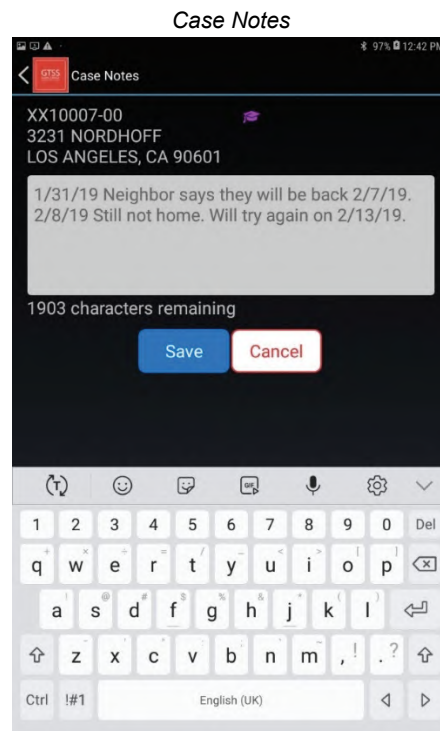 Case Notes
97% 12:42 PM
GTSS Case Notes
XX10007-00
3231 NORDHOFF
LOS ANGELES, CA 90601
1/31/19 Neighbor says they will be back 2/7/19.
2/8/19 Still not home. Will try again on 2/13/19.
1903 characters remaining
Save Cancel
T GIF
1 2 3 4 5 6 7 8 9 0 Del
q w e r t y u i o p
a s d f g h j k l
z x c v b n m , ! . ?
Ctrl !#1 English (UK)